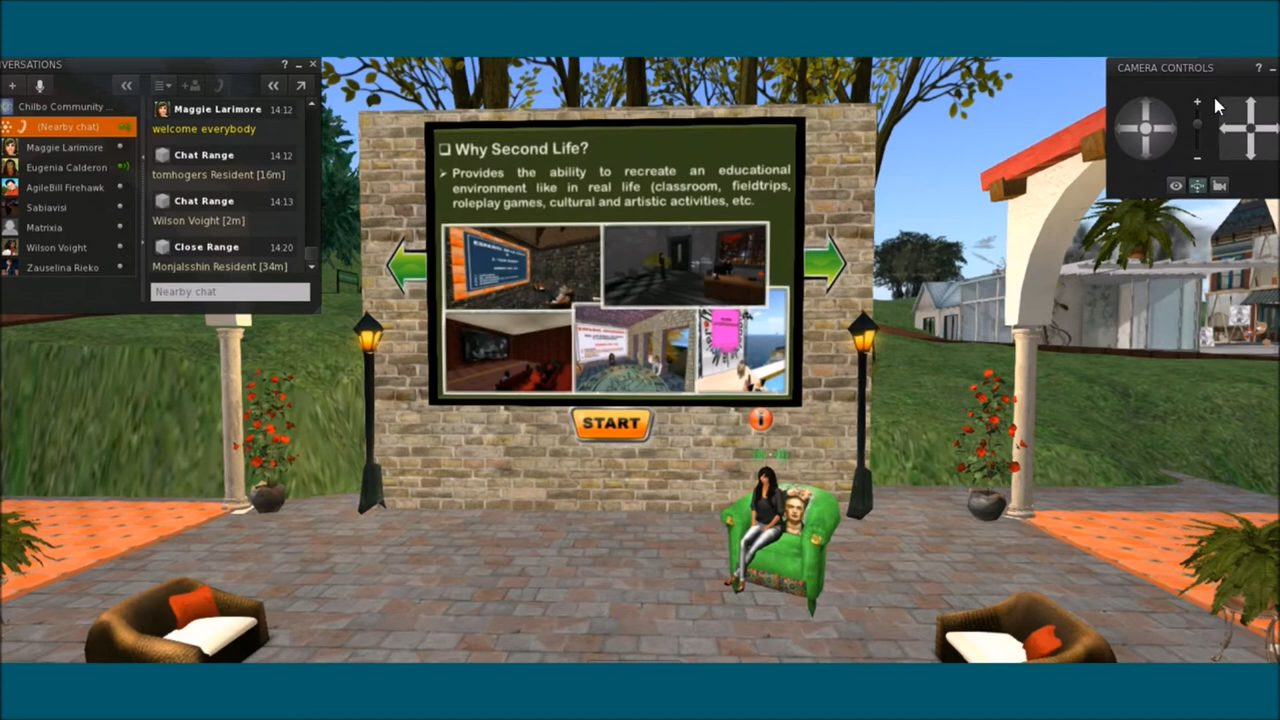 VERSATIONS
? _ ×
CAMERA CONTROLS
? _
Chilbo Community ...
(Nearby chat)
Maggie Larimore
Eugenia Calderon
AgileBill Firehawk
Sabiavisi
Matrixia
Wilson Voight
Zauselina Rieko
Maggie Larimore 14:12
welcome everybody
Chat Range 14:12
tomhogers Resident [16m]
Chat Range 14:13
Wilson Voight [2m]
Close Range 14:20
Monjalsshin Resident [34m]
Nearby chat
❑ Why Second Life?
➢ Provides the ability to recreate an educational
environment like in real life (classroom, fieldtrips,
roleplay games, cultural and artistic activities, etc.
START
i